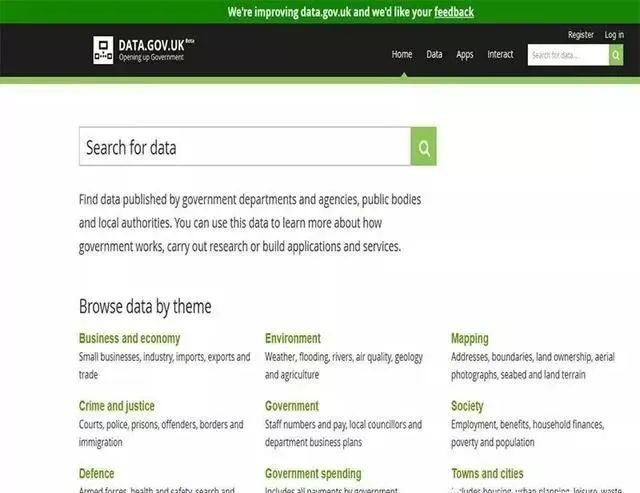 We're improving data.gov.uk and we'd like your feedback
Register Log in
DATA.GOV.UK Beta
Opening up Government
Home Data Apps Interact Search for data...
Search for data
Find data published by government departments and agencies, public bodies
and local authorities. You can use this data to learn more about how
government works, carry out research or build applications and services.
Browse data by theme
Business and economy
Small businesses, industry, imports, exports and
trade
Environment
Weather, flooding, rivers, air quality, geology
and agriculture
Mapping
Addresses, boundaries, land ownership, aerial
photographs, seabed and land terrain
Crime and justice
Courts, police, prisons, offenders, borders and
immigration
Government
Staff numbers and pay, local councillors and
department business plans
Society
Employment, benefits, household finances,
poverty and population
Defence
Armed forces, health and safety, search and
Government spending
Includes all payments by government
Towns and cities
Includes housing, urban planning, leisure, waste